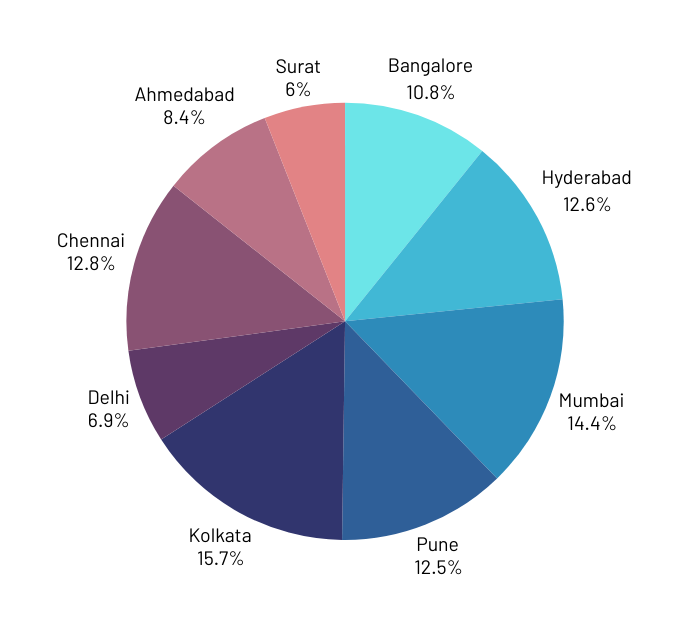 Surat
6%
Bangalore
10.8%
Ahmedabad
8.4%
Hyderabad
12.6%
Chennai
12.8%
Delhi
6.9%
Mumbai
14.4%
Kolkata
15.7%
Pune
12.5%